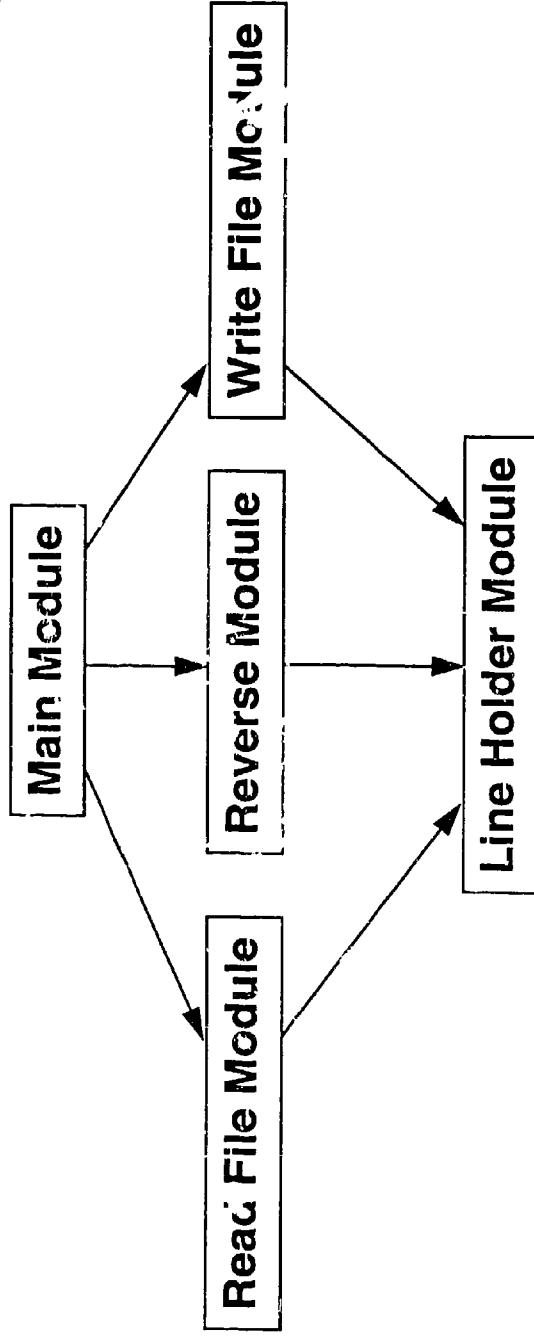 Main Module
Read File Module
Reverse Module
Write File Module
Line Holder Module